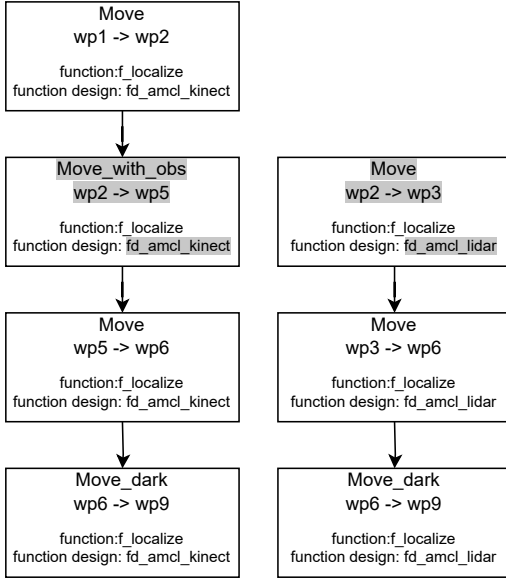 Move
wp1 -> wp2
function:f_localize
function design: fd_amcl_kinect
Move_with_obs
wp2 -> wp5
function:f_localize
function design: fd_amcl_kinect
Move
wp5 -> wp6
function:f_localize
function design: fd_amcl_kinect
Move_dark
wp6 -> wp9
function:f_localize
function design: fd_amcl_kinect
Move
wp2 -> wp3
function:f_localize
function design: fd_amcl_lidar
Move
wp3 -> wp6
function:f_localize
function design: fd_amcl_lidar
Move_dark
wp6 -> wp9
function:f_localize
function design: fd_amcl_lidar